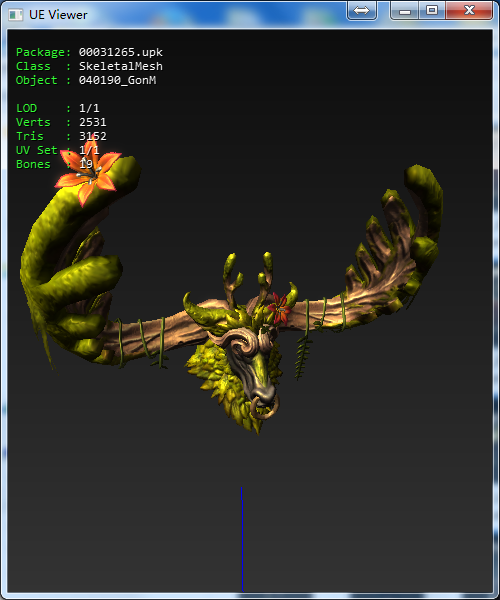 UE Viewer
Package: 00031265.upk
Class : SkeletalMesh
Object : 040190_GonM
LOD : 1/1
Verts : 2531
Tris : 3152
UV Set : 1/1
Bones : 19